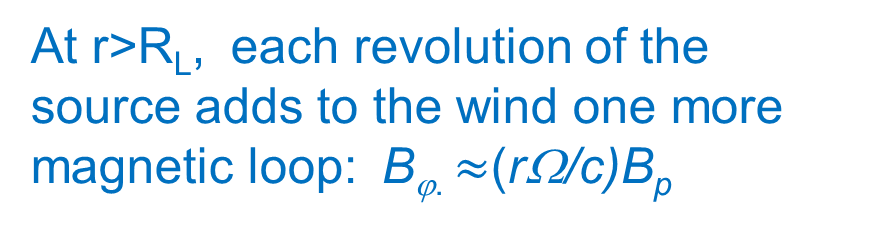 At r>R_L, each revolution of the
source adds to the wind one more
magnetic loop: B_φ. ≈(rΩ/c)B_p